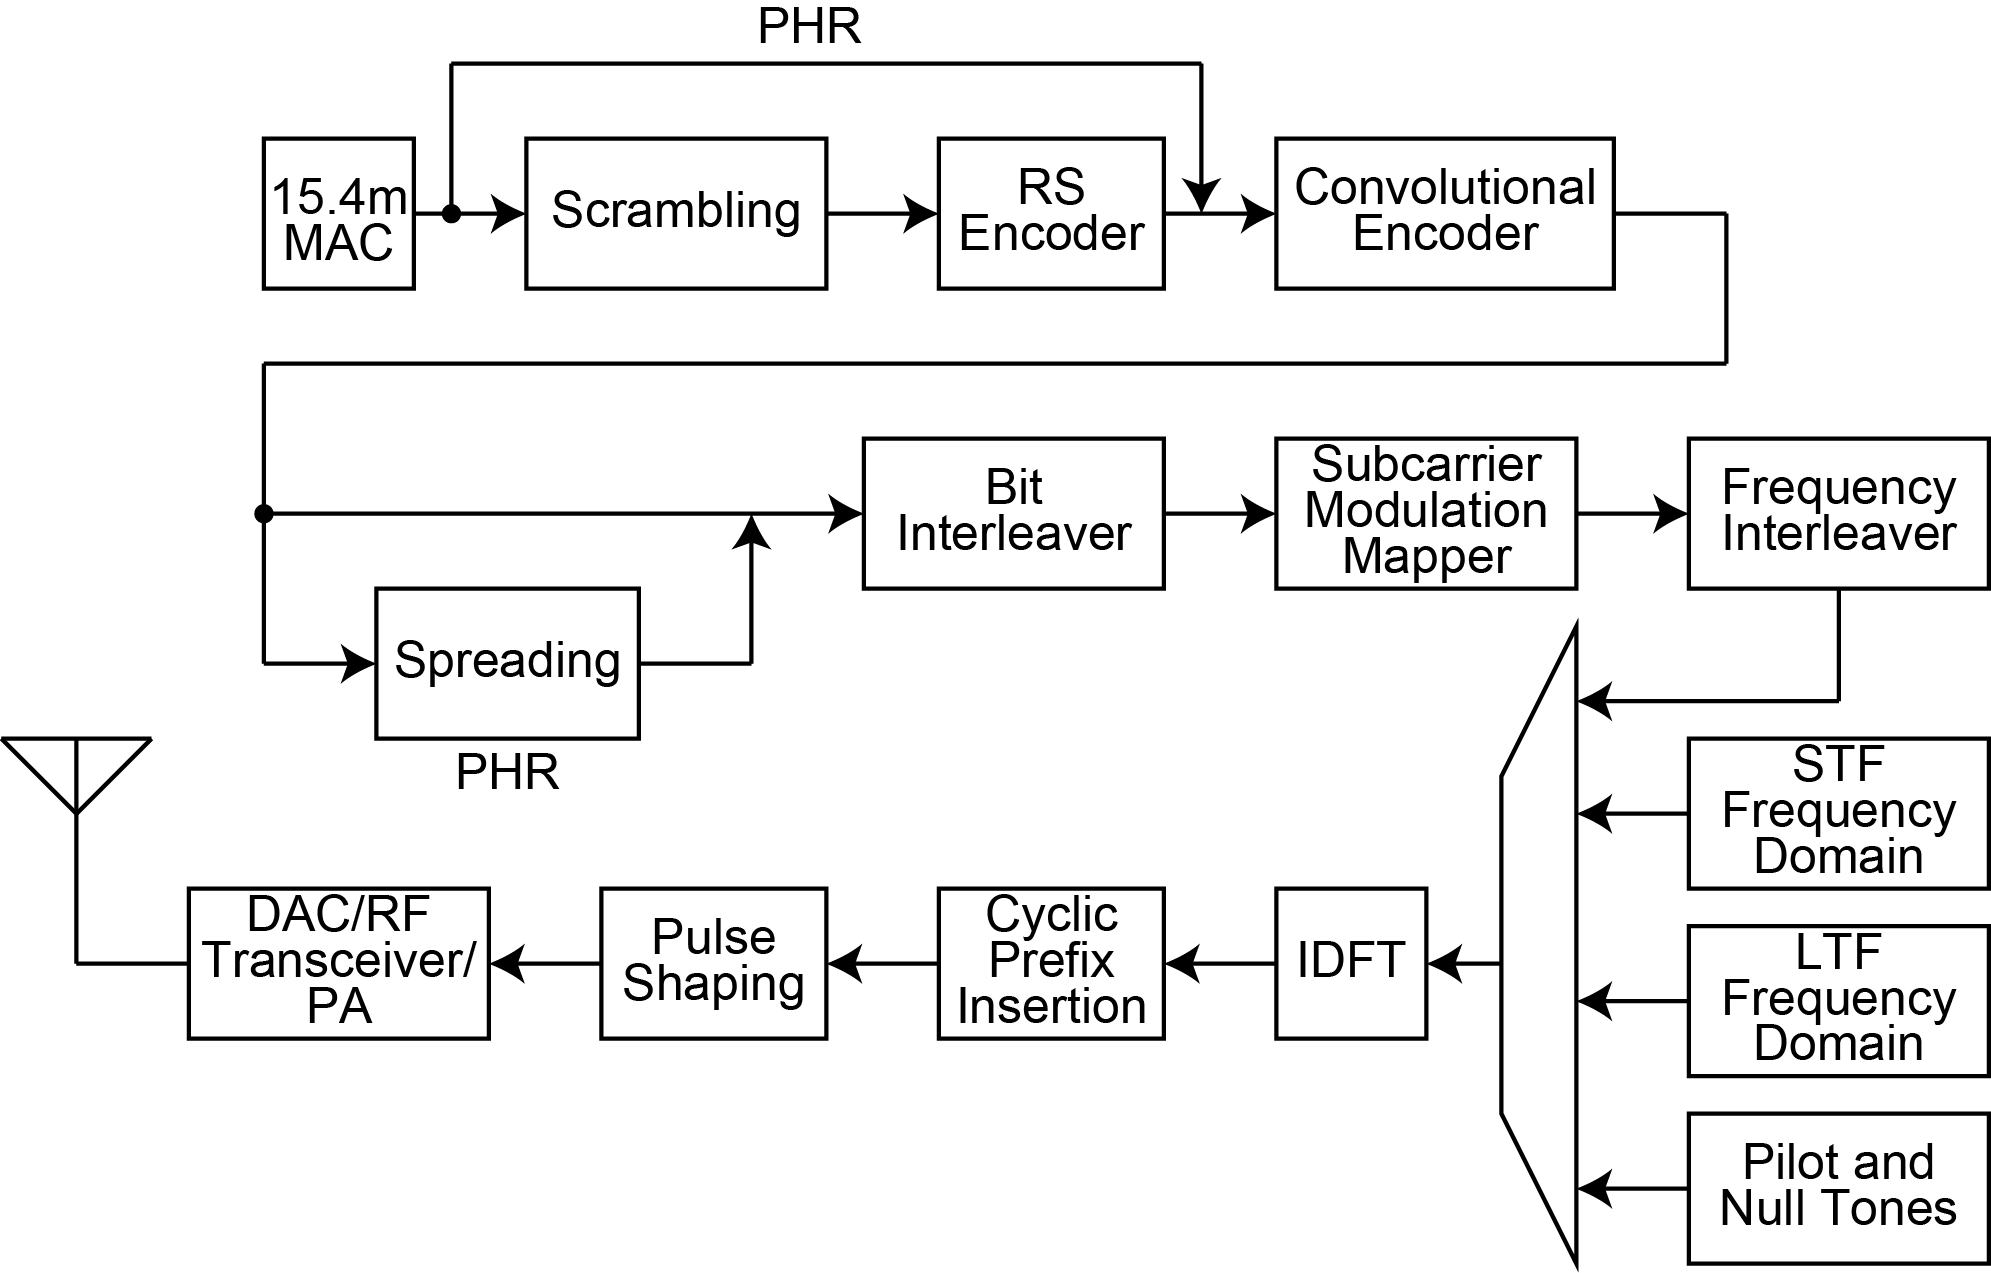 PHR
15.4m
MAC
Scrambling
RS
Encoder
Convolutional
Encoder
Bit
Interleaver
Subcarrier
Modulation
Mapper
Frequency
Interleaver
Spreading
PHR
STF
Frequency
Domain
LTF
Frequency
Domain
Pilot and
Null Tones
IDFT
Cyclic
Prefix
Insertion
Pulse
Shaping
DAC/RF
Transceiver/
PA